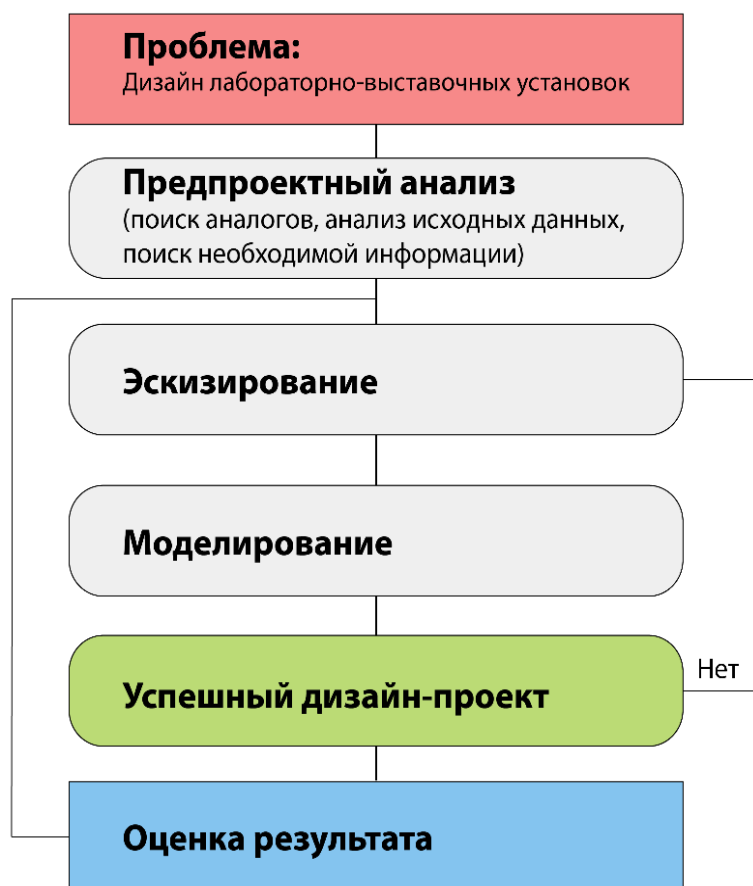 Проблема:
Дизайн лабораторно-выставочных установок
Предпроектный анализ
(поиск аналогов, анализ исходных данных,
поиск необходимой информации)
Эскизирование
Моделирование
Успешный дизайн-проект
Нет
Оценка результата